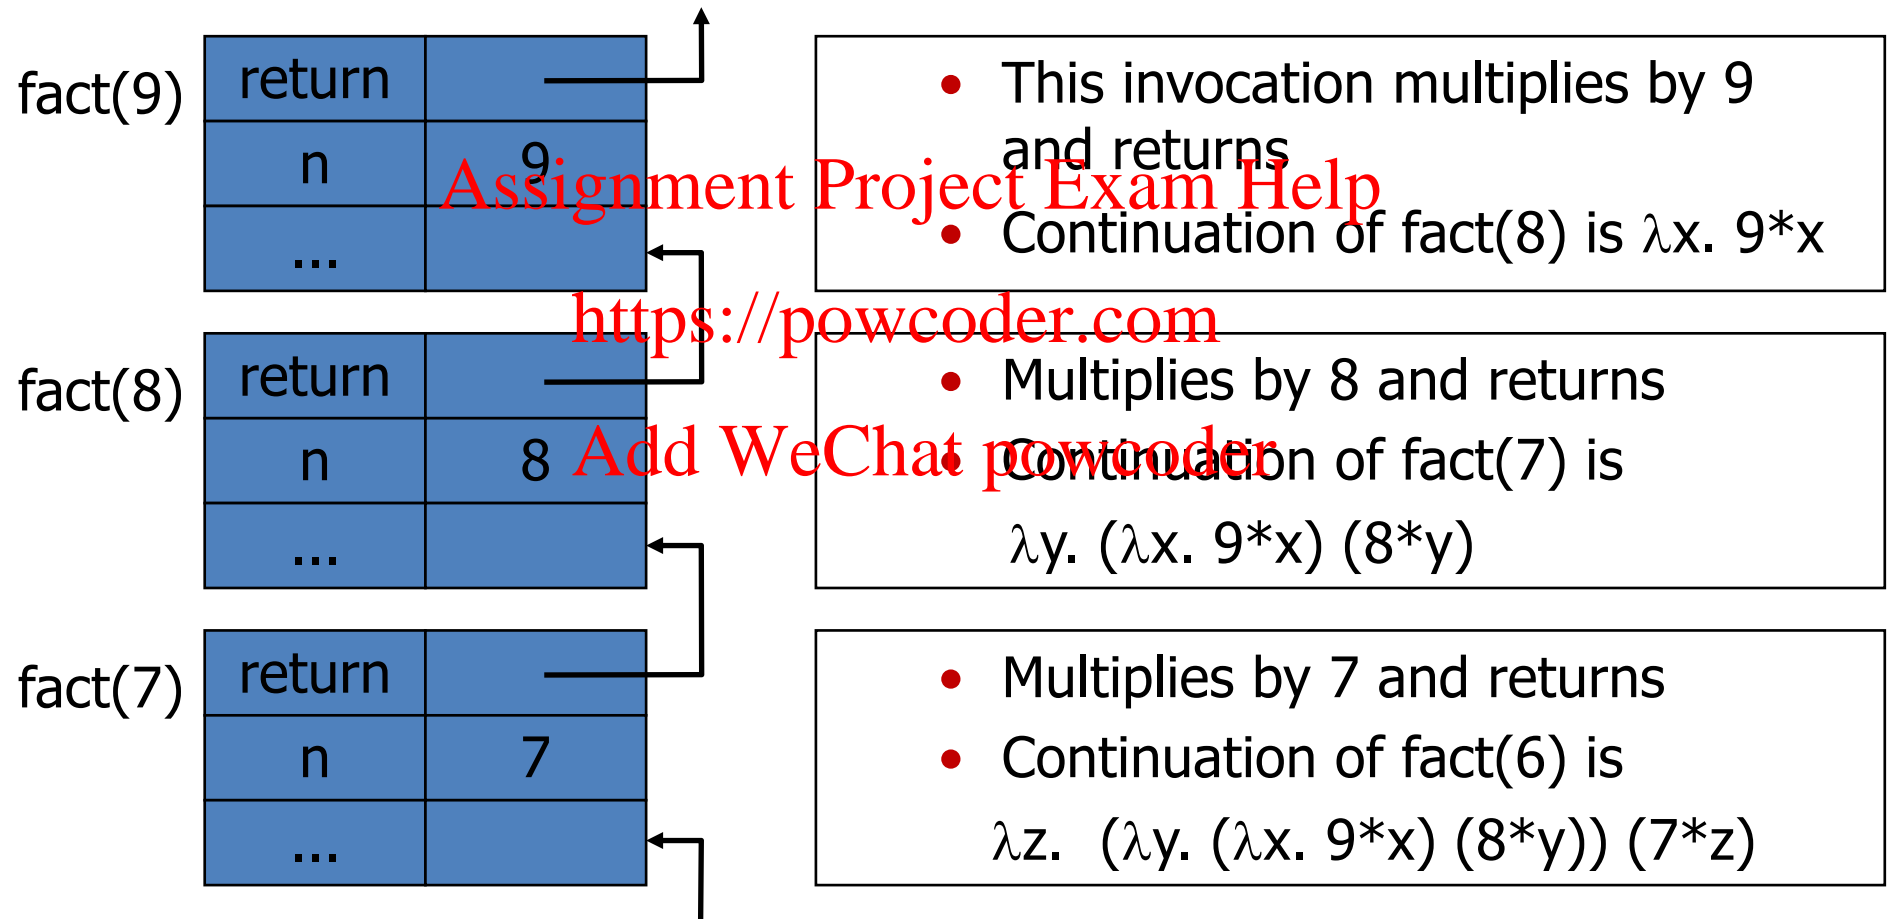 fact(9)
return
n 9
...
• This invocation multiplies by 9
and returns
• Continuation of fact(8) is λx. 9*x
Assignment Project Exam Help
https://powcoder.com
fact(8)
return
n 8
...
• Multiplies by 8 and returns
• Continuation of fact(7) is
λy. (λx. 9*x) (8*y)
Add WeChat powcoder
fact(7)
return
n 7
...
• Multiplies by 7 and returns
• Continuation of fact(6) is
λz. (λy. (λx. 9*x) (8*y)) (7*z)